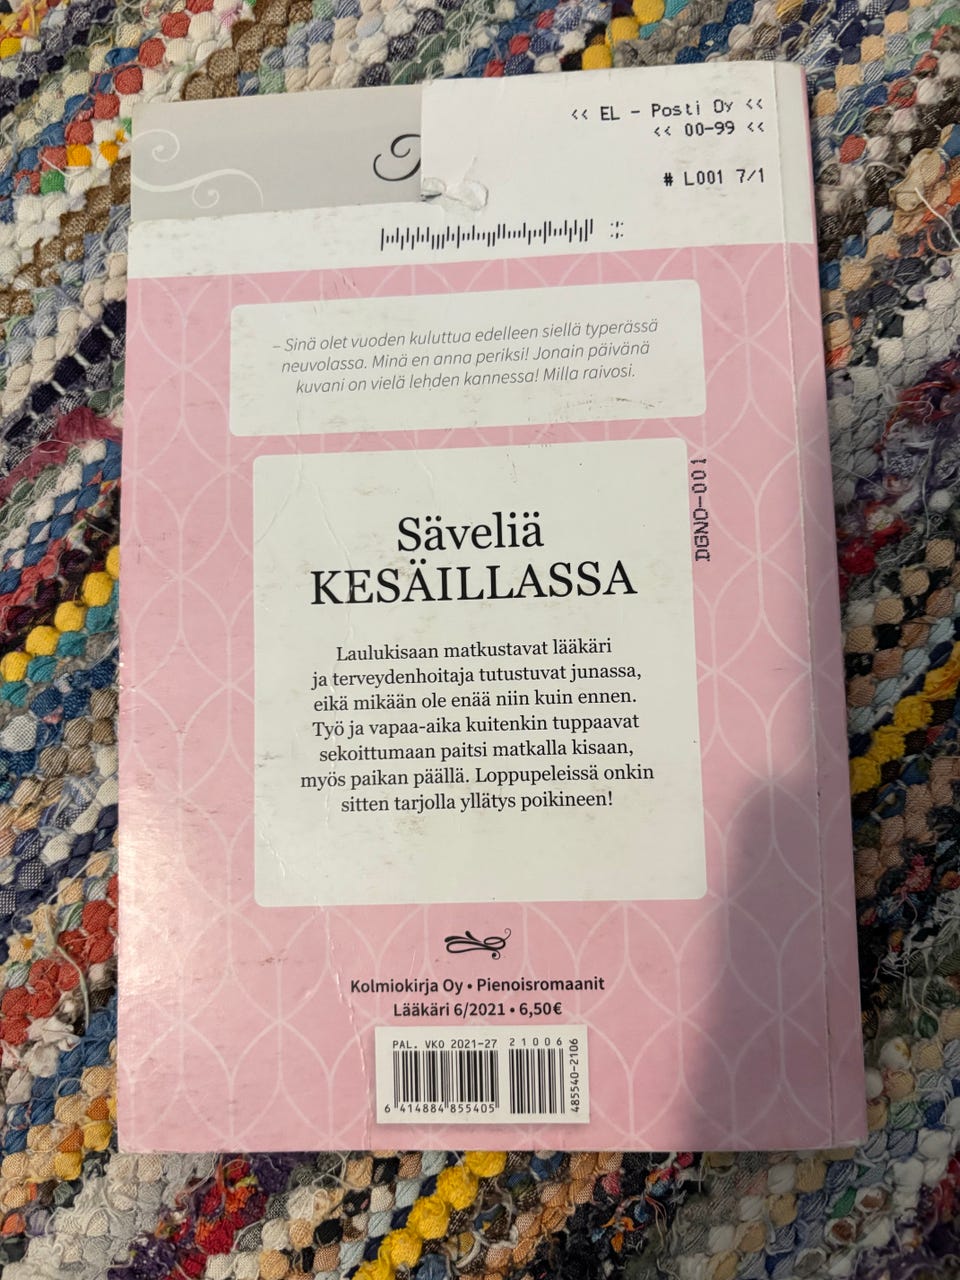 << EL - Posti Oy <<
<< 00-99 <<
# L001 7/1
– Sinä olet vuoden kuluttua edelleen siellä typerässä
neuvolassa. Minä en anna periksi! Jonain päivänä
kuvani on vielä lehden kannessa! Milla raivosi.
DGNO-001
Säveliä
KESÄILLASSA
Laulukisaan matkustavat lääkäri
ja terveydenhoitaja tutustuvat junassa,
eikä mikään ole enää niin kuin ennen.
Työ ja vapaa-aika kuitenkin tuppaavat
sekoittumaan paitsi matkalla kisaan,
myös paikan päällä. Loppupeleissä onkin
sitten tarjolla yllätys poikineen!
Kolmiokirja Oy • Pienoisromaanit
Lääkäri 6/2021 • 6,50€
PAL. VKO 2021-27 21006
6 414884 855405
485540-2106